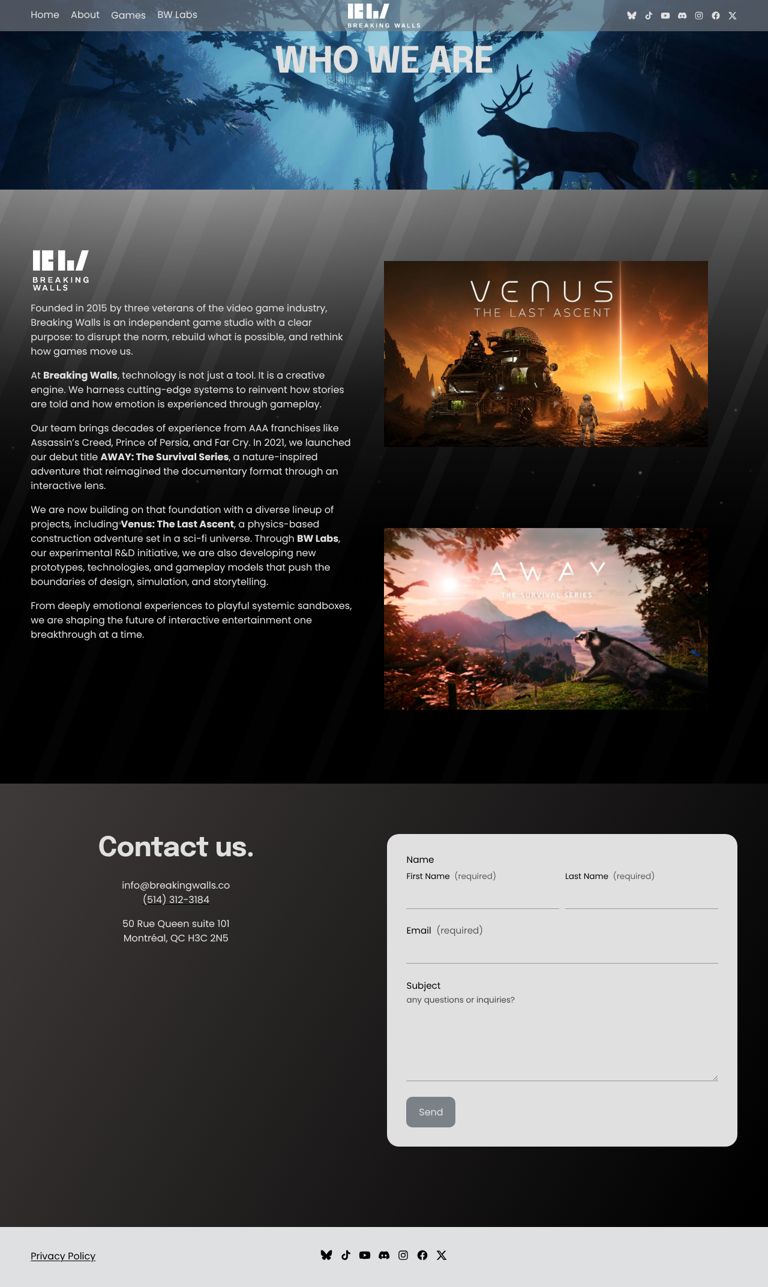 Home About Games BW Labs
BREAKING WALLS
WHO WE ARE
BREAKING
WALLS
Founded in 2015 by three veterans of the video game industry,
Breaking Walls is an independent game studio with a clear
purpose: to disrupt the norm, rebuild what is possible, and rethink
how games move us.
At Breaking Walls, technology is not just a tool. It is a creative
engine. We harness cutting-edge systems to reinvent how stories
are told and how emotion is experienced through gameplay.
Our team brings decades of experience from AAA franchises like
Assassin’s Creed, Prince of Persia, and Far Cry. In 2021, we launched
our debut title AWAY: The Survival Series, a nature-inspired
adventure that reimagined the documentary format through an
interactive lens.
We are now building on that foundation with a diverse lineup of
projects, including Venus: The Last Ascent, a physics-based
construction adventure set in a sci-fi universe. Through BW Labs,
our experimental R&D initiative, we are also developing new
prototypes, technologies, and gameplay models that push the
boundaries of design, simulation, and storytelling.
From deeply emotional experiences to playful systemic sandboxes,
we are shaping the future of interactive entertainment one
breakthrough at a time.
VENUS
THE LAST ASCENT
AWAY
THE SURVIVAL SERIES
Contact us.
info@breakingwalls.co
(514) 312-3184
50 Rue Queen suite 101
Montréal, QC H3C 2N5
Name
First Name (required) Last Name (required)
Email (required)
Subject
any questions or inquiries?
Send
Privacy Policy